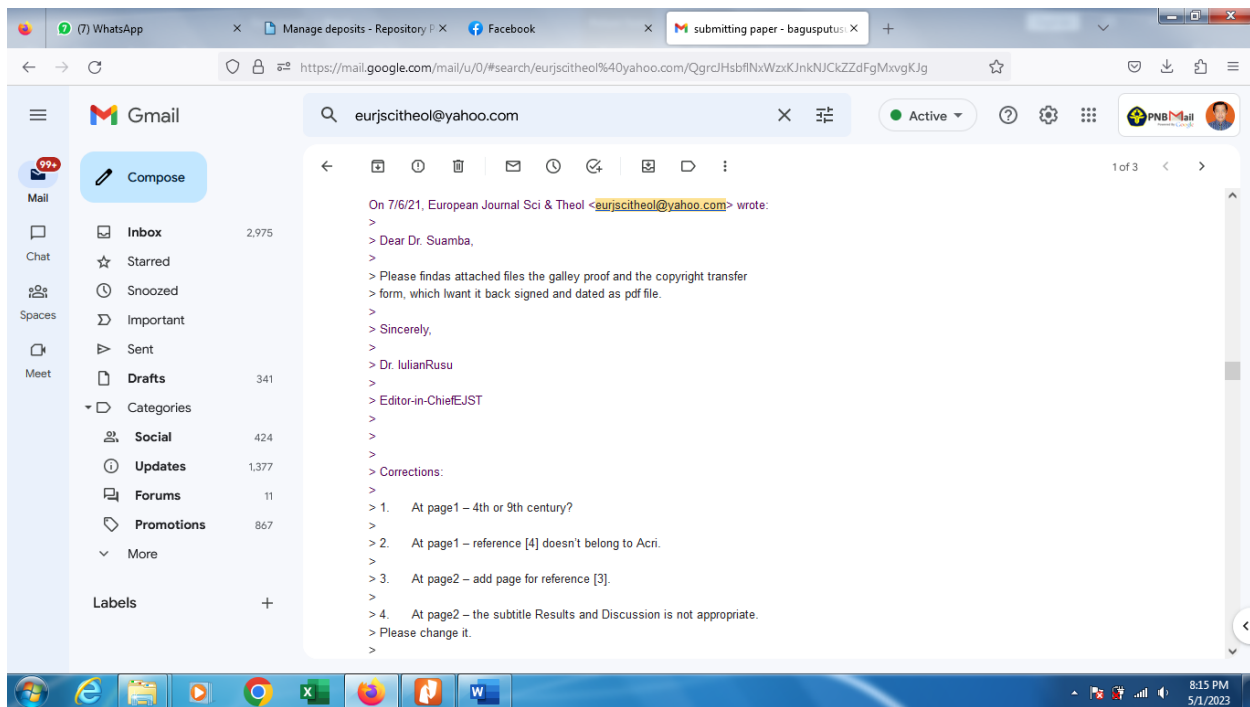 7 (7) WhatsApp
Manage deposits - Repository P
Facebook
submitting paper - bagusputus
https://mail.google.com/mail/u/0/#search/eurjscitheol%40yahoo.com/QgrcJHsbflNxWzxKJnkNJCkZZdFgMxvgKJg
Gmail
eurjscitheol@yahoo.com
Active
PNBMail
99+
Mail
Chat
Spaces
Meet
Compose
Inbox 2,975
Starred
Snoozed
Important
Sent
Drafts 341
Categories
Social 424
Updates 1,377
Forums 11
Promotions 867
More
Labels
1 of 3
On 7/6/21, European Journal Sci & Theol <eurjscitheol@yahoo.com> wrote:
>
> Dear Dr. Suamba,
>
> Please findas attached files the galley proof and the copyright transfer
> form, which Iwant it back signed and dated as pdf file.
>
> Sincerely,
>
> Dr. IulianRusu
>
> Editor-in-ChiefEJST
>
>
>
> Corrections:
>
> 1. At page1 – 4th or 9th century?
>
> 2. At page1 – reference [4] doesn't belong to Acri.
>
> 3. At page2 – add page for reference [3].
>
> 4. At page2 – the subtitle Results and Discussion is not appropriate.
> Please change it.
>
8:15 PM
5/1/2023